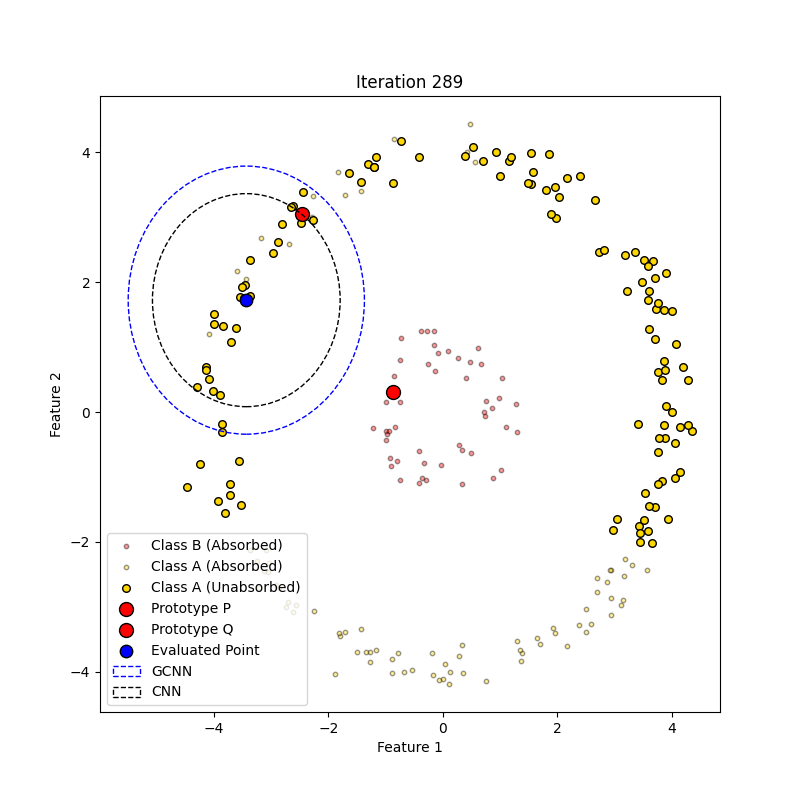 Iteration 289
4
2
0
−2
−4
Feature 2
Class B (Absorbed)
Class A (Absorbed)
Class A (Unabsorbed)
Prototype P
Prototype Q
Evaluated Point
GCNN
CNN
−4
−2
0
2
4
Feature 1